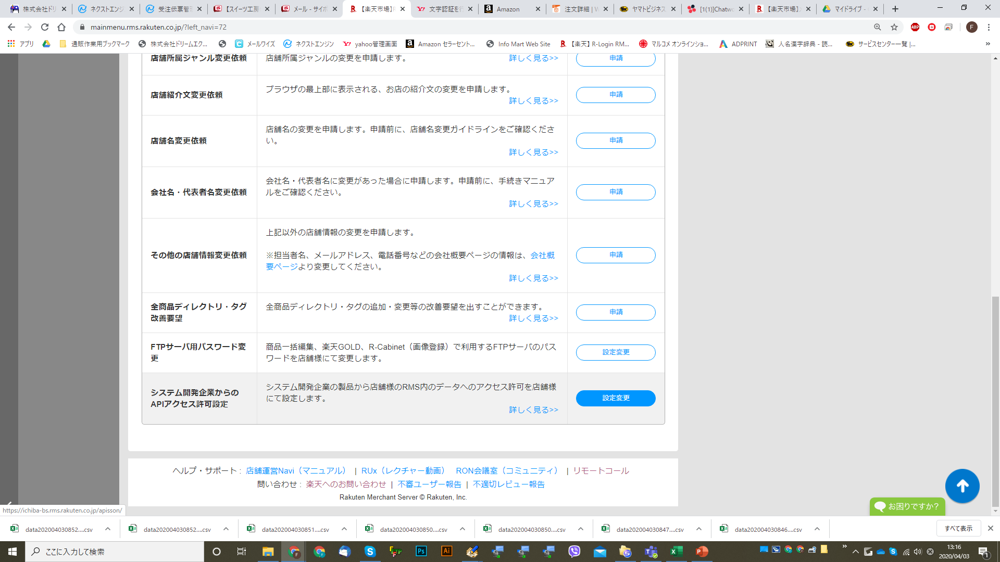 株式会社ドリ
ネクストエンジ
受注伝票管理
【スイーツ工房
メール - サイボ
【楽天市場】R
文字認証を行
Amazon
注文詳細 | W
ヤマトビジネス
[1(1)]Chatwo
【楽天市場】
マイドライブ -
mainmenu.rms.rakuten.co.jp/?left_navi=72
アプリ
通販作業用ブックマーク
株式会社ドリームエク...
メールワイズ
ネクストエンジン
yahoo管理画面
Amazon セラーセント...
Info Mart Web Site
【楽天】R-Login RM...
マルコメ オンラインショ...
ADPRINT
人名漢字辞典 - 読...
サービスセンター一覧 |...
店舗所属ジャンル変更依頼
店舗所属ジャンルの変更を申請します。
詳しく見る>>
申請
店舗紹介文変更依頼
ブラウザの最上部に表示される、お店の紹介文の変更を申請します。
詳しく見る>>
申請
店舗名変更依頼
店舗名の変更を申請します。申請前に、店舗名変更ガイドラインをご確認くださ
い。
詳しく見る>>
申請
会社名・代表者名変更依頼
会社名・代表者名に変更があった場合に申請します。申請前に、手続きマニュア
ルをご確認ください。
詳しく見る>>
申請
その他の店舗情報変更依頼
上記以外の店舗情報の変更を申請します。
※担当者名、メールアドレス、電話番号などの会社概要ページの情報は、会社概
要ページより変更してください。
詳しく見る>>
申請
全商品ディレクトリ・タグ
改善要望
全商品ディレクトリ・タグの追加・変更等の改善要望を出すことができます。
詳しく見る>>
申請
FTPサーバ用パスワード変
更
商品一括編集、楽天GOLD、R-Cabinet（画像登録）で利用するFTPサーバのパス
ワードを店舗様にて変更します。
設定変更
システム開発企業からの
APIアクセス許可設定
システム開発企業の製品から店舗様のRMS内のデータへのアクセス許可を店舗様
にて設定します。
詳しく見る>>
設定変更
ヘルプ・サポート : 店舗運営Navi（マニュアル） | RUx（レクチャー動画） RON会議室（コミュニティ） | リモートコール
問い合わせ : 楽天へのお問い合わせ | 不審ユーザー報告 | 不適切レビュー報告
Rakuten Merchant Server © Rakuten, Inc.
お困りですか?
https://ichiba-bs.rms.rakuten.co.jp/apisson/
data202004030852....csv
data202004030852....csv
data202004030851....csv
data202004030850....csv
data202004030850....csv
data202004030847....csv
data202004030846....csv
すべて表示
ここに入力して検索
13:16
2020/04/03